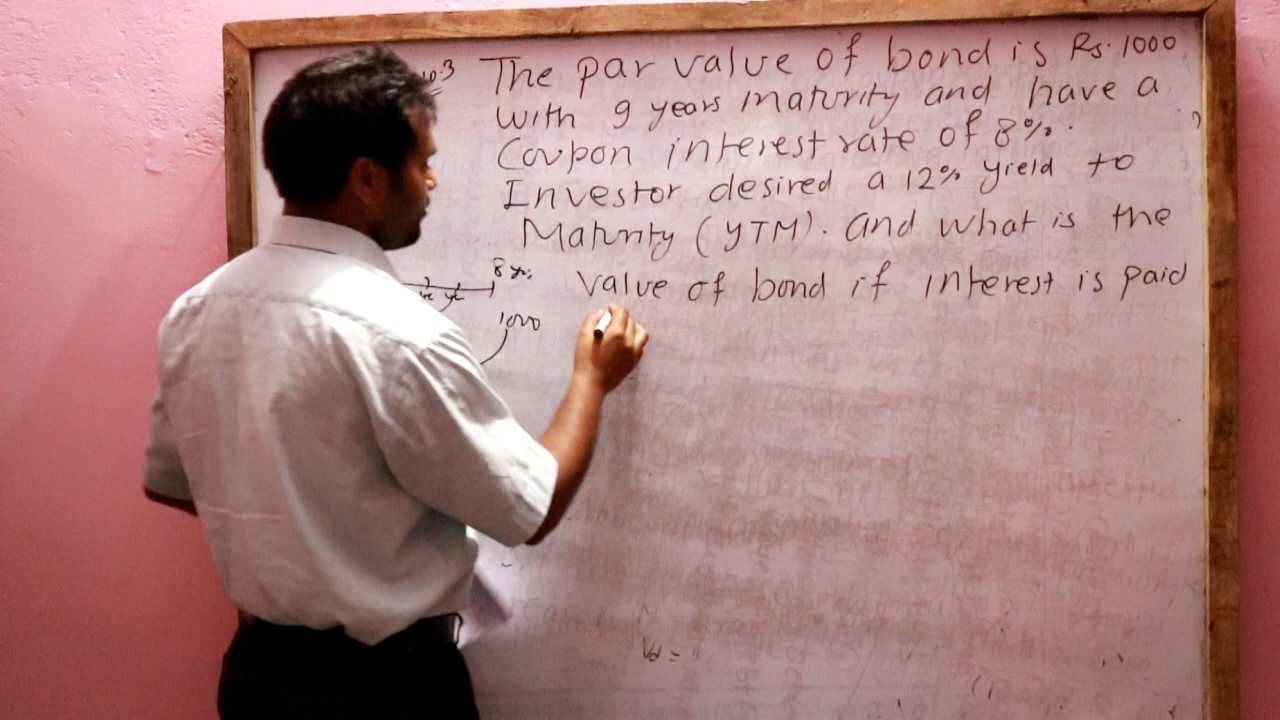 The par value of bond is Rs. 1000
with 9 years maturity and have a
Coupon interest rate of 8%.
Investor desired a 12% yield to
Maturity (YTM). and what is the
value of bond if interest is paid
8 yrs
1000
Vd =